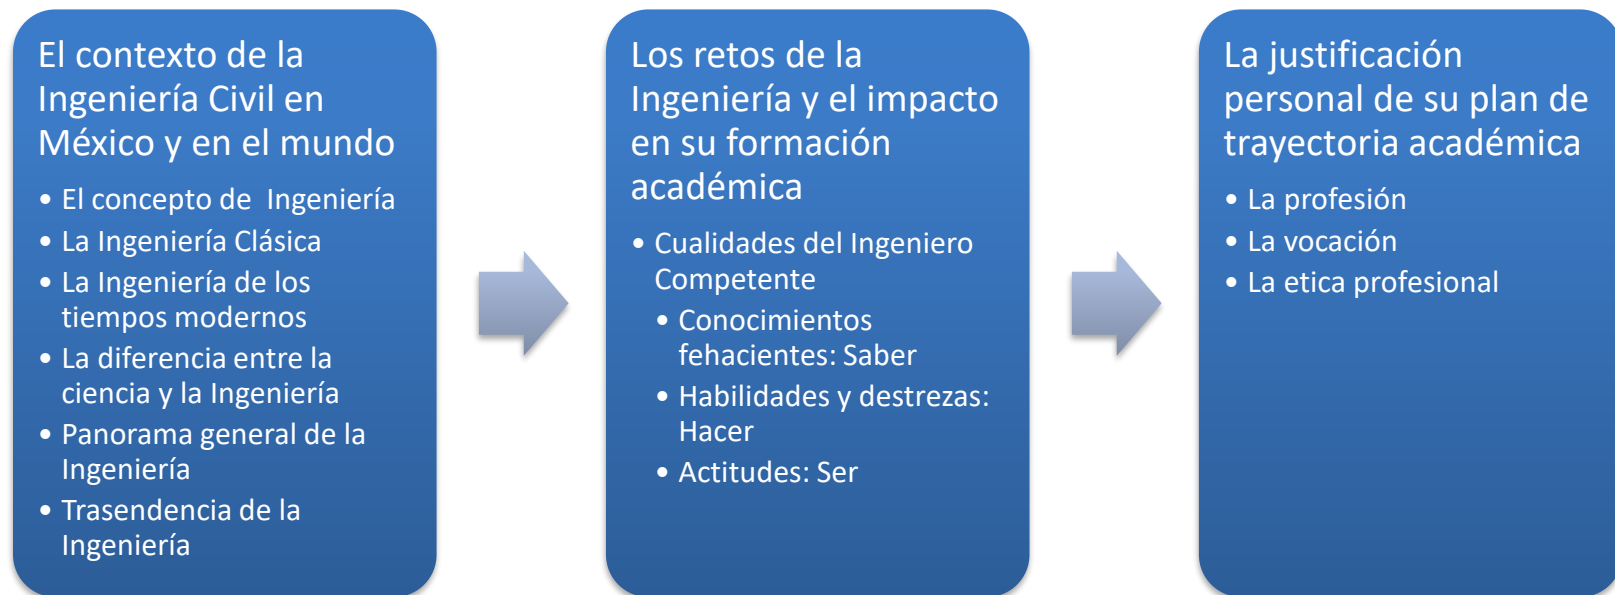 El contexto de la
Ingeniería Civil en
México y en el mundo
• El concepto de  Ingeniería
• La Ingeniería Clásica
• La Ingeniería de los
tiempos modernos
• La diferencia entre la
ciencia y la Ingeniería
• Panorama general de la
Ingeniería
• Trasendencia de la
Ingeniería
Los retos de la
Ingeniería y el impacto
en su formación
académica
• Cualidades del Ingeniero
Competente
• Conocimientos
fehacientes: Saber
• Habilidades y destrezas:
Hacer
• Actitudes: Ser
La justificación
personal de su plan de
trayectoria académica
• La profesión
• La vocación
• La etica profesional